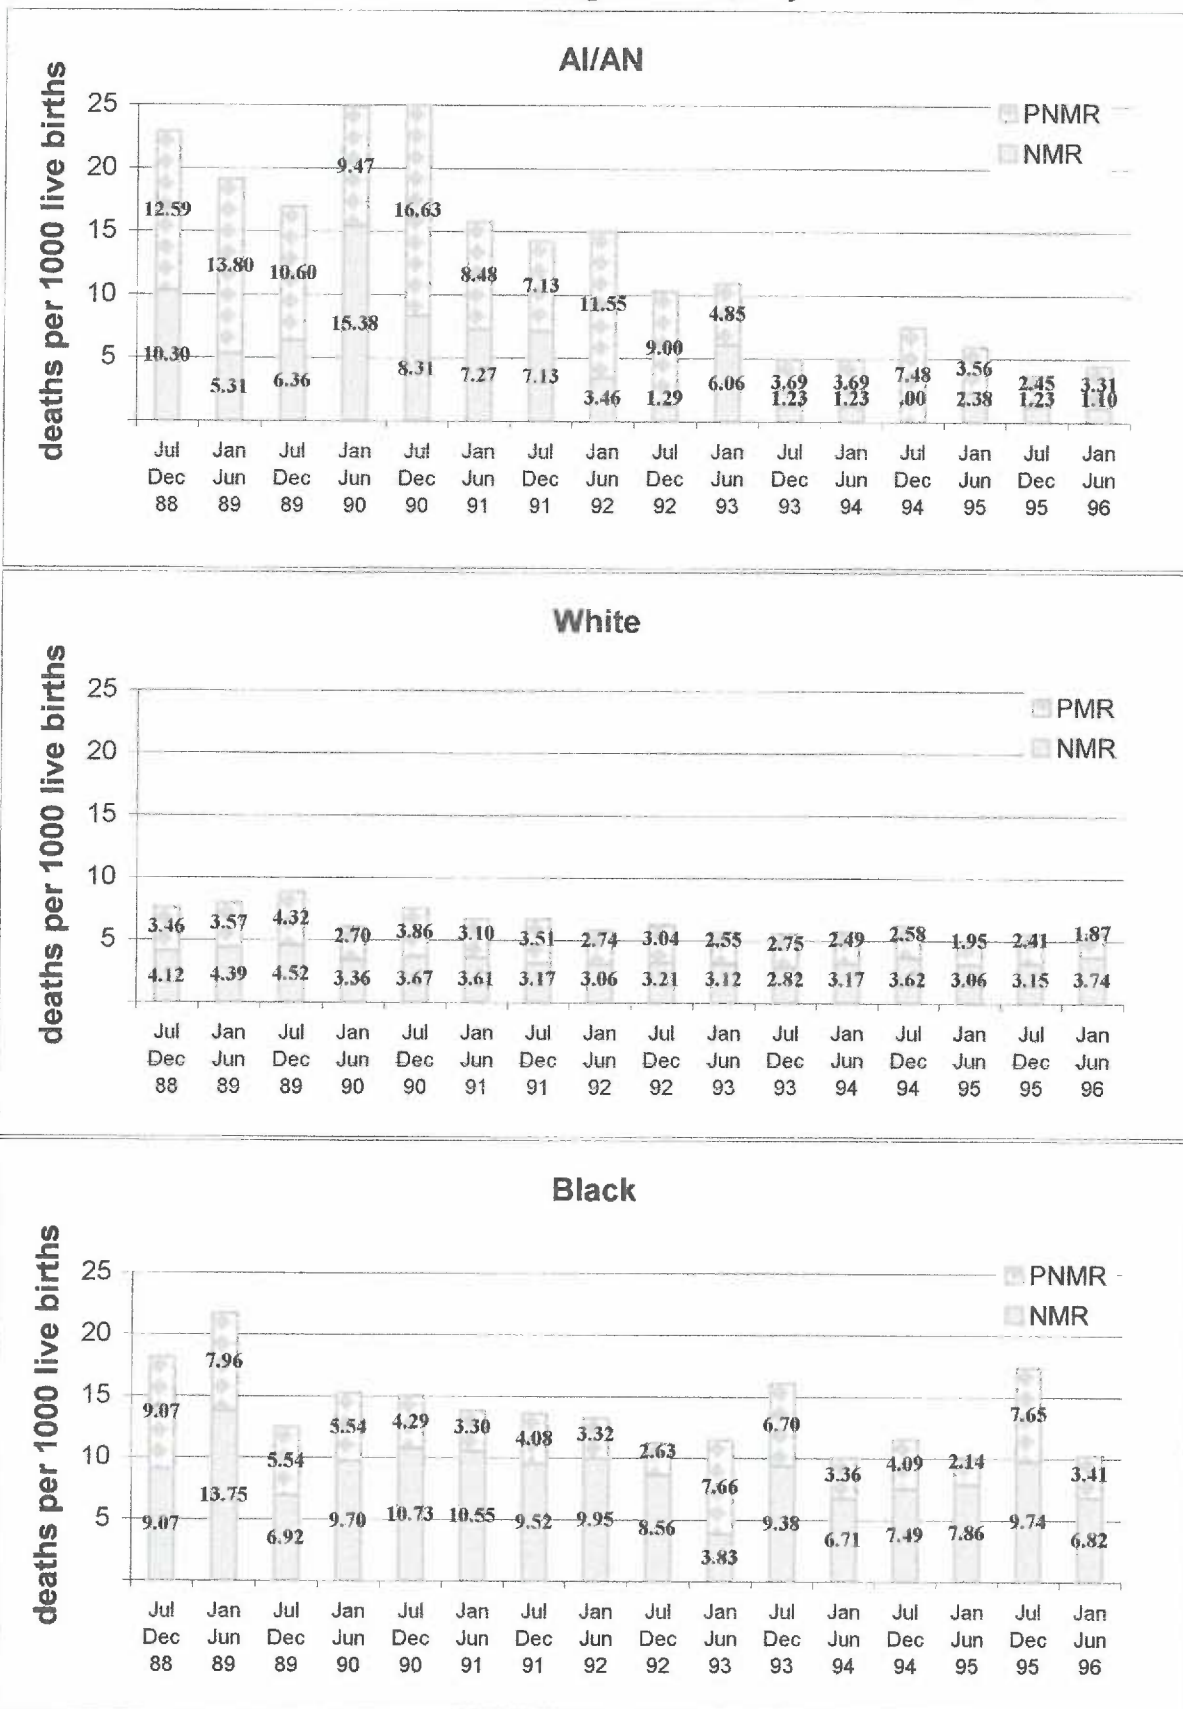 AI/AN
deaths per 1000 live births
25
20
15
10
5
PNMR
NMR
12.59 13.80 10.60 9.47 16.63 8.48 7.13 11.55 9.00 4.85 3.69 3.69 7.48 3.56 2.45 3.31
10.30 5.31 6.36 15.38 8.31 7.27 7.13 3.46 1.29 6.06 1.23 1.23 .00 2.38 1.23 1.10
Jul Jan Jul Jan Jul Jan Jul Jan Jul Jan Jul Jan Jul Jan Jul Jan
Dec Jun Dec Jun Dec Jun Dec Jun Dec Jun Dec Jun Dec Jun Dec Jun
88 89 89 90 90 91 91 92 92 93 93 94 94 95 95 96
White
deaths per 1000 live births
25
20
15
10
5
PMR
NMR
3.46 3.57 4.32 2.70 3.86 3.10 3.51 2.74 3.04 2.55 2.75 2.49 2.58 1.95 2.41 1.87
4.12 4.39 4.52 3.36 3.67 3.61 3.17 3.06 3.21 3.12 2.82 3.17 3.62 3.06 3.15 3.74
Jul Jan Jul Jan Jul Jan Jul Jan Jul Jan Jul Jan Jul Jan Jul Jan
Dec Jun Dec Jun Dec Jun Dec Jun Dec Jun Dec Jun Dec Jun Dec Jun
88 89 89 90 90 91 91 92 92 93 93 94 94 95 95 96
Black
deaths per 1000 live births
25
20
15
10
5
PNMR
NMR
9.07 7.96 5.54 5.54 4.29 3.30 4.08 3.32 2.63 7.66 6.70 3.36 4.09 2.14 7.65 3.41
9.07 13.75 6.92 9.70 10.73 10.55 9.52 9.95 8.56 3.83 9.38 6.71 7.49 7.86 9.74 6.82
Jul Jan Jul Jan Jul Jan Jul Jan Jul Jan Jul Jan Jul Jan Jul Jan
Dec Jun Dec Jun Dec Jun Dec Jun Dec Jun Dec Jun Dec Jun Dec Jun
88 89 89 90 90 91 91 92 92 93 93 94 94 95 95 96